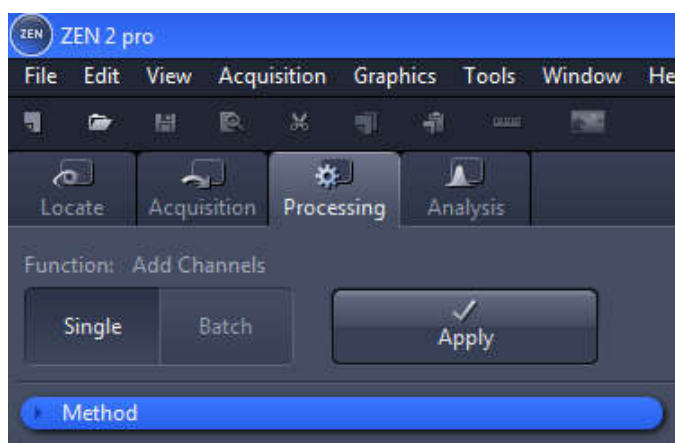 ZEN ZEN 2 pro
File Edit View Acquisition Graphics Tools Window He
Locate Acquisition Processing Analysis
Function: Add Channels
Single Batch Apply
Method